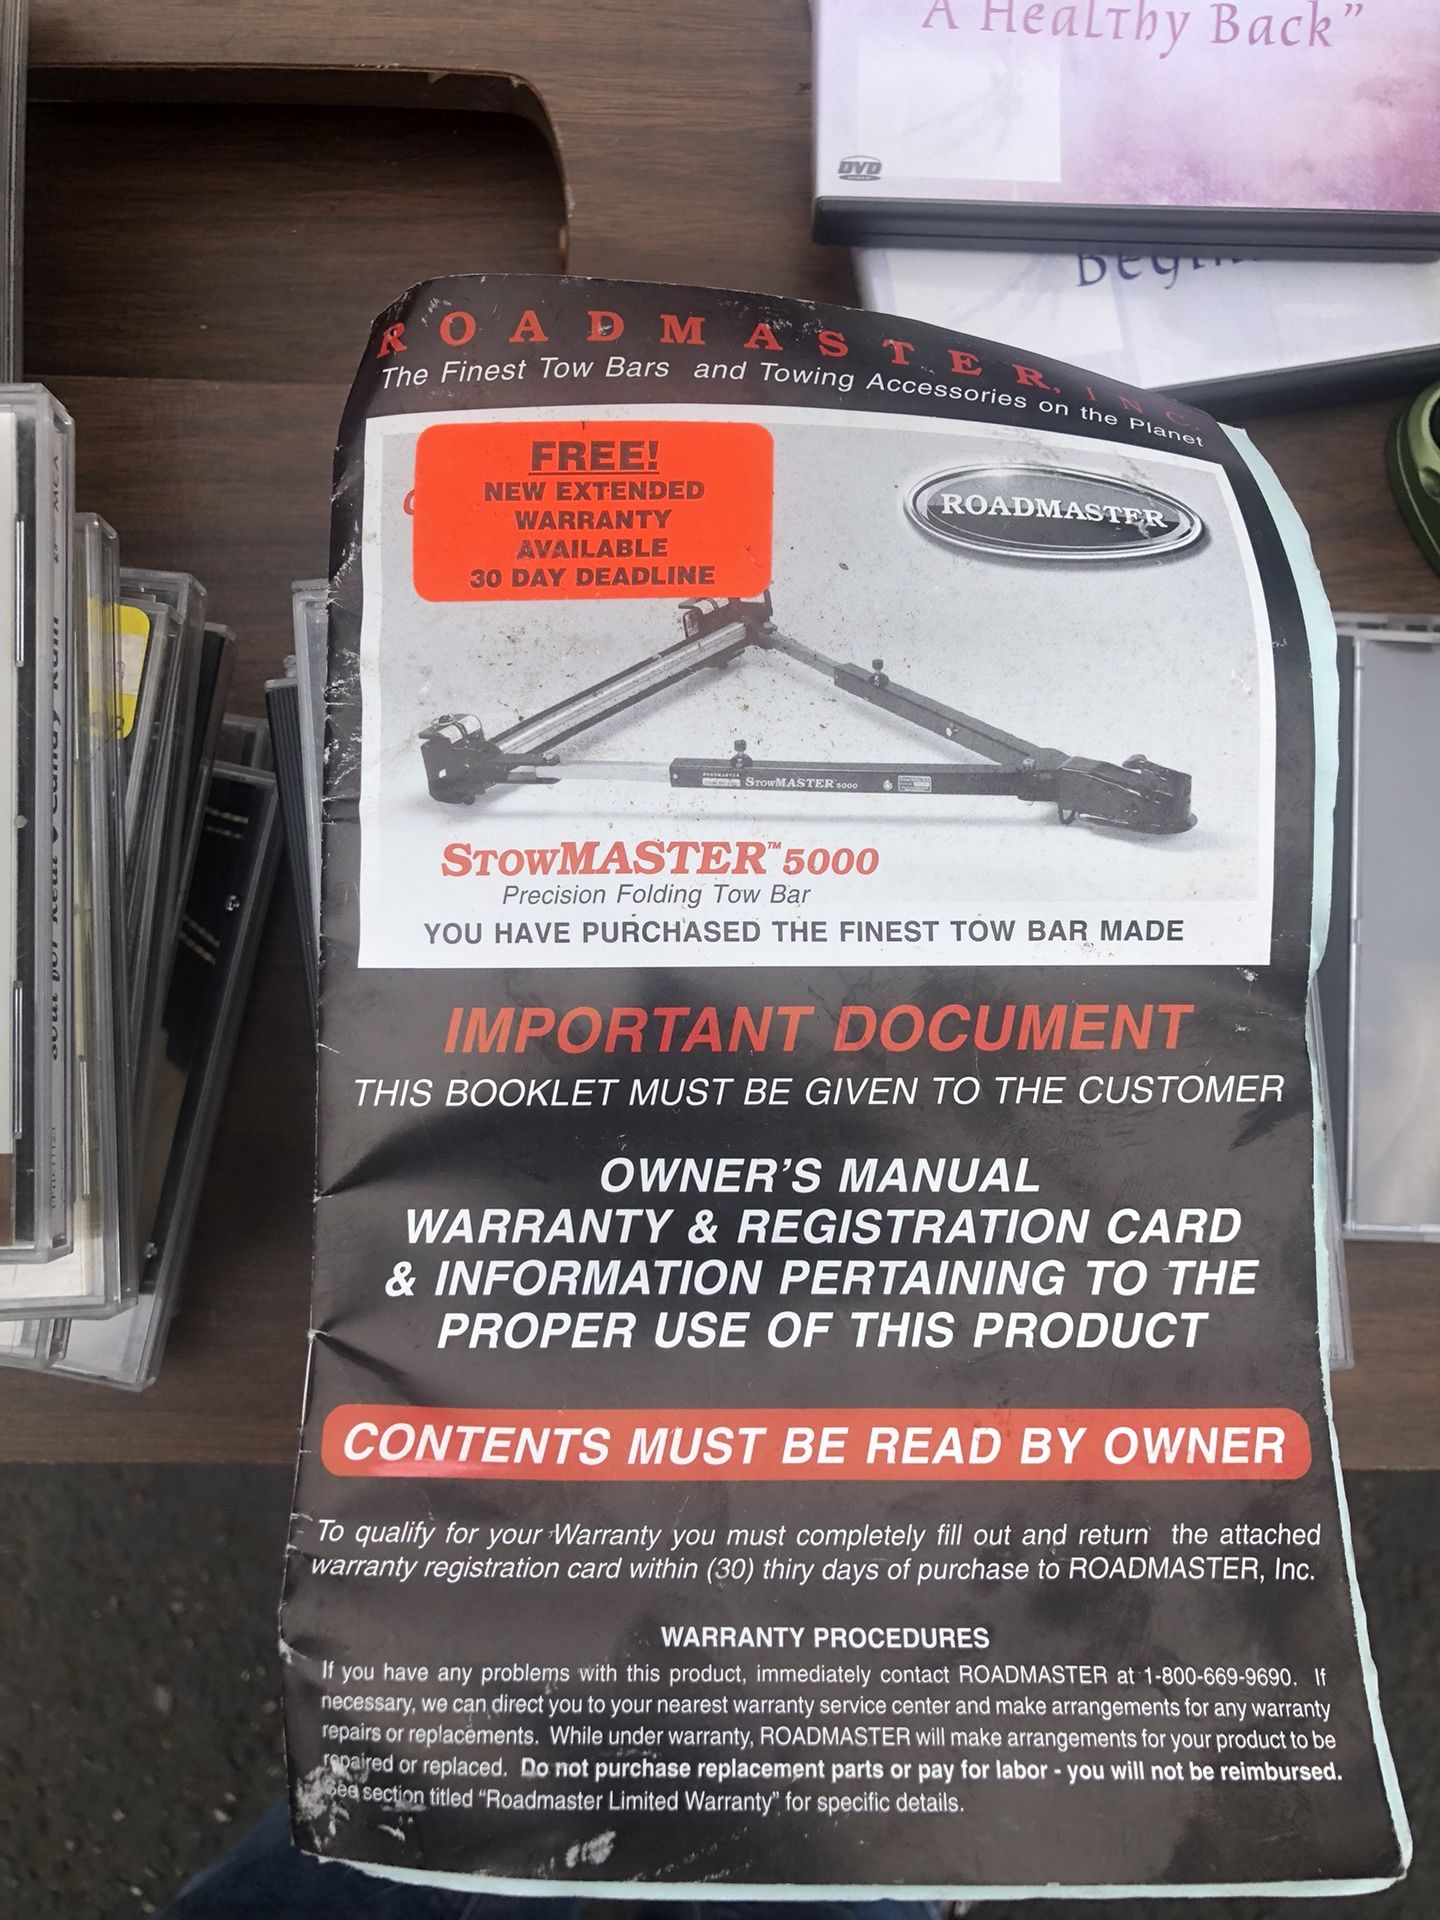 A Healthy Back”
DVD
VIDEO
ROADMASTER, INC.
The Finest Tow Bars and Towing Accessories on the Planet
FREE!
NEW EXTENDED
WARRANTY
AVAILABLE
30 DAY DEADLINE
ROADMASTER
ROADMASTER
STOWMASTER 5000
STOWMASTER™ 5000
Precision Folding Tow Bar
YOU HAVE PURCHASED THE FINEST TOW BAR MADE
IMPORTANT DOCUMENT
THIS BOOKLET MUST BE GIVEN TO THE CUSTOMER
OWNER'S MANUAL
WARRANTY & REGISTRATION CARD
& INFORMATION PERTAINING TO THE
PROPER USE OF THIS PRODUCT
CONTENTS MUST BE READ BY OWNER
To qualify for your Warranty you must completely fill out and return the attached
warranty registration card within (30) thiry days of purchase to ROADMASTER, Inc.
WARRANTY PROCEDURES
If you have any problems with this product, immediately contact ROADMASTER at 1-800-669-9690. If
necessary, we can direct you to your nearest warranty service center and make arrangements for any warranty
repairs or replacements. While under warranty, ROADMASTER will make arrangements for your product to be
repaired or replaced. Do not purchase replacement parts or pay for labor - you will not be reimbursed.
See section titled “Roadmaster Limited Warranty” for specific details.
MCA